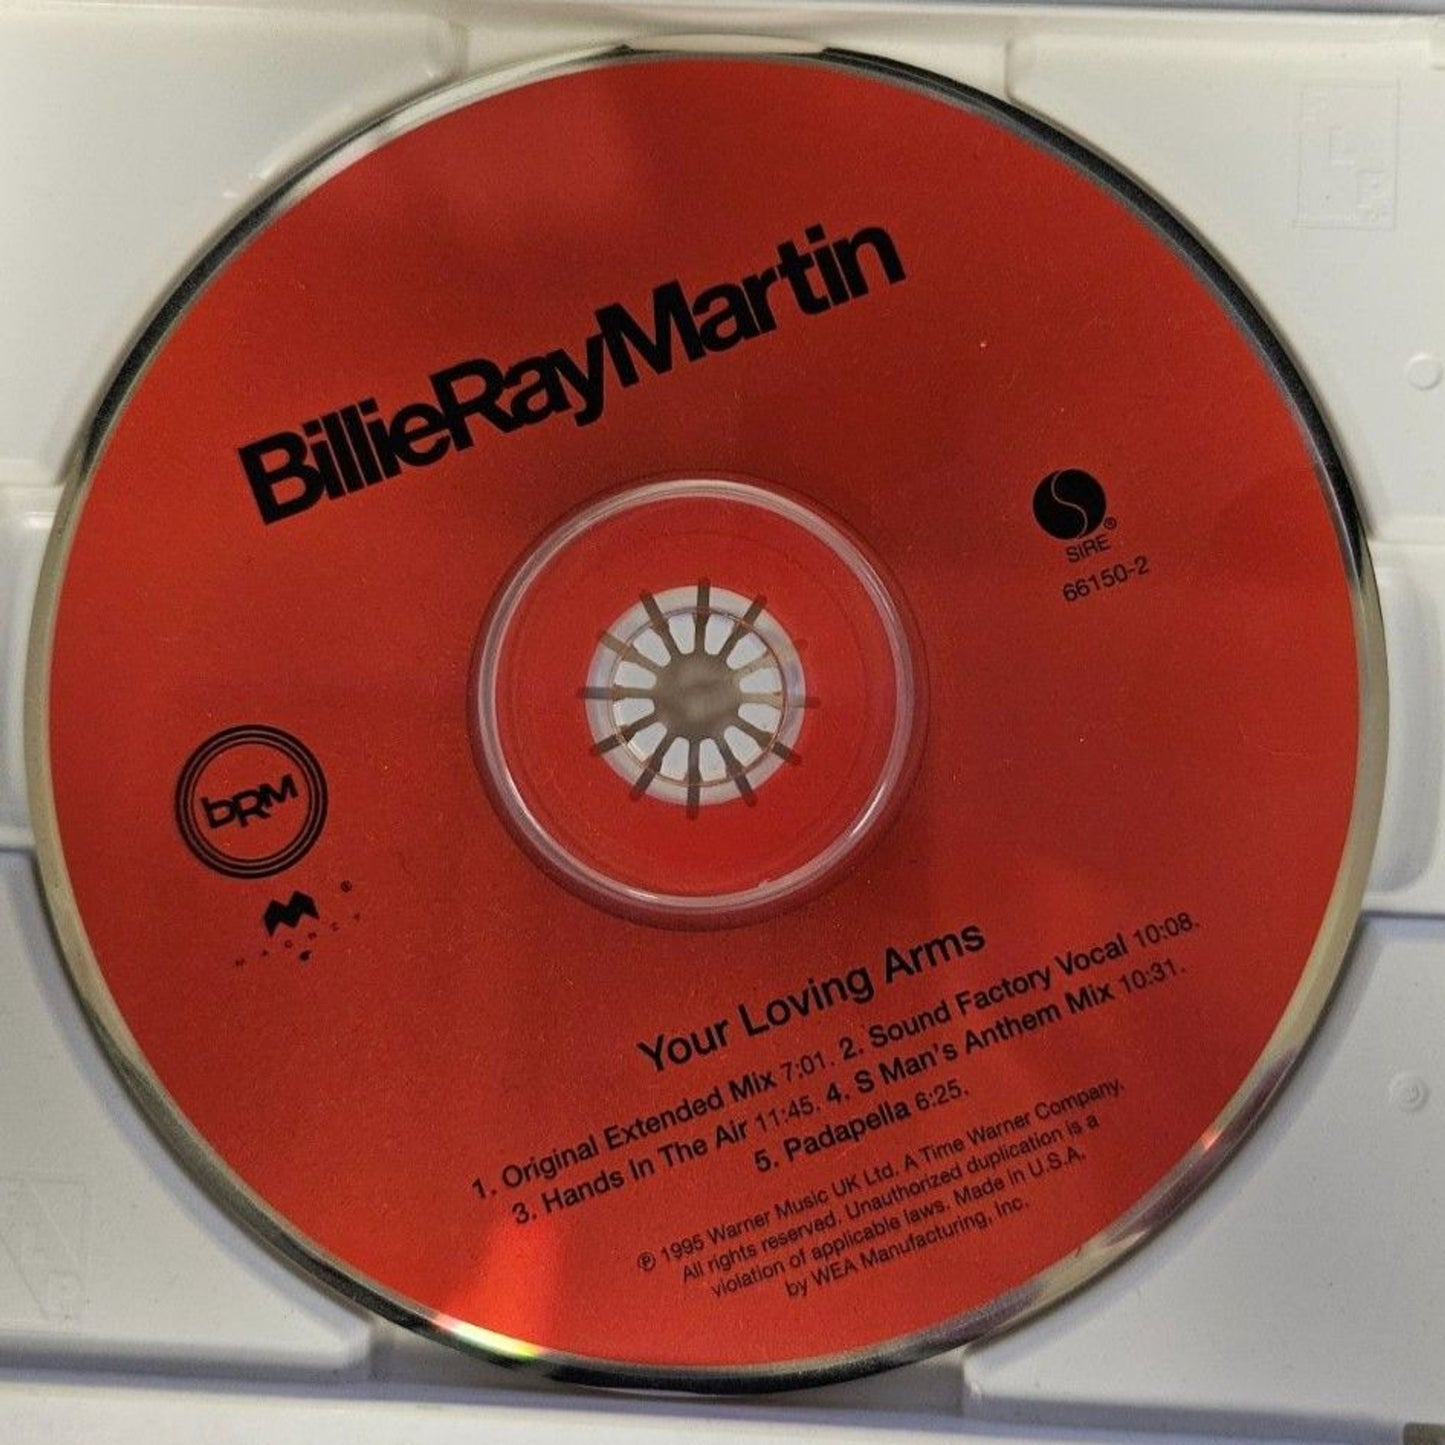 BillieRayMartin
SIRE®
66150-2
bRM
®
MAGNET
Your Loving Arms
1. Original Extended Mix 7:01. 2. Sound Factory Vocal 10:08.
3. Hands In The Air 11:45. 4. S Man's Anthem Mix 10:31.
5. Padapella 6:25.
℗ 1995 Warner Music UK Ltd. A Time Warner Company.
All rights reserved. Unauthorized duplication is a
violation of applicable laws. Made in U.S.A.
by WEA Manufacturing, Inc.